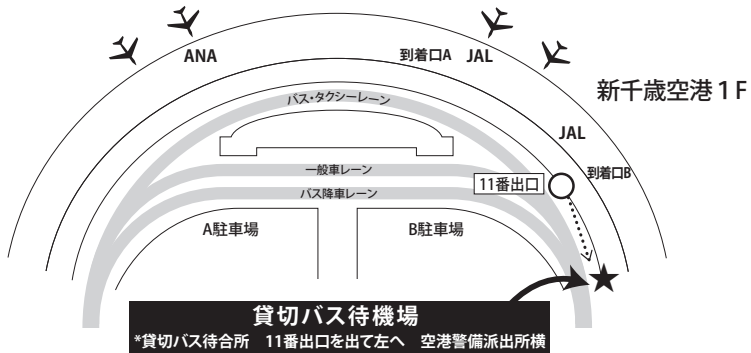 ANA
到着口A JAL
新千歳空港1F
バス・タクシーレーン
JAL
一般車レーン
到着口B
11番出口
バス降車レーン
A駐車場
B駐車場
貸切バス待機場
*貸切バス待合所 11番出口を出て左へ 空港警備派出所横